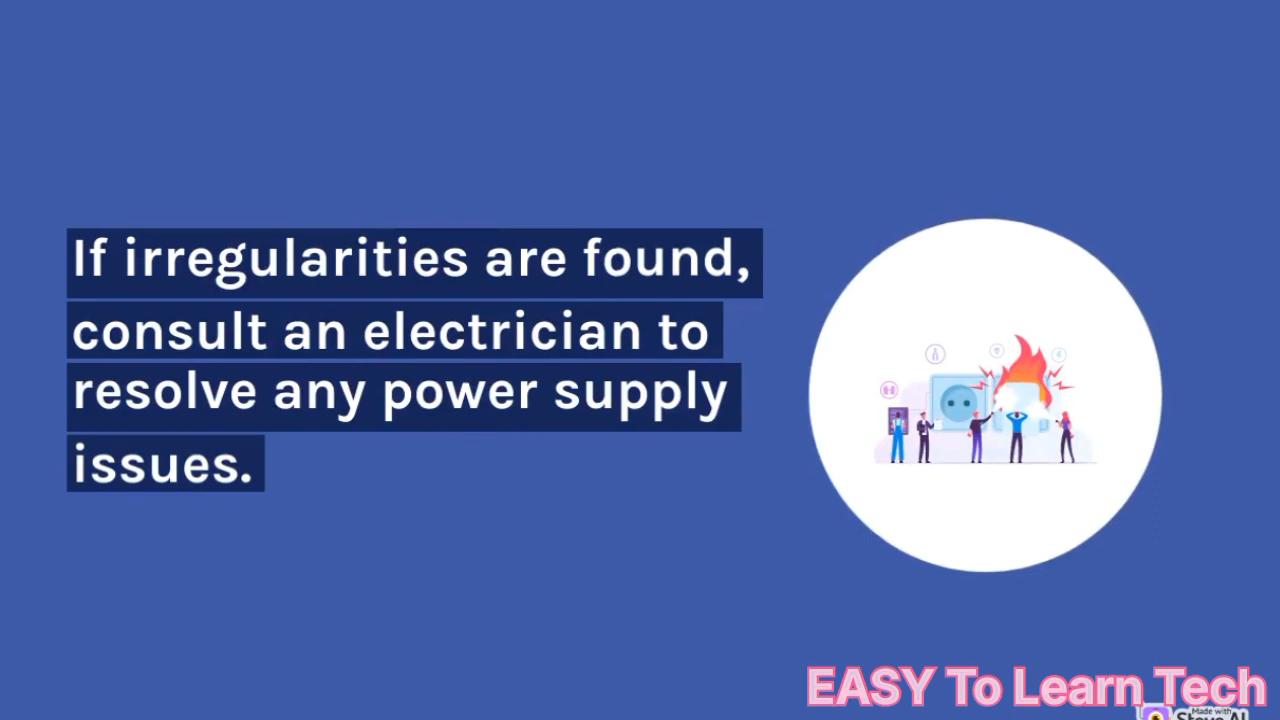 If irregularities are found,
consult an electrician to
resolve any power supply
issues.
EASY To Learn Tech
Made with